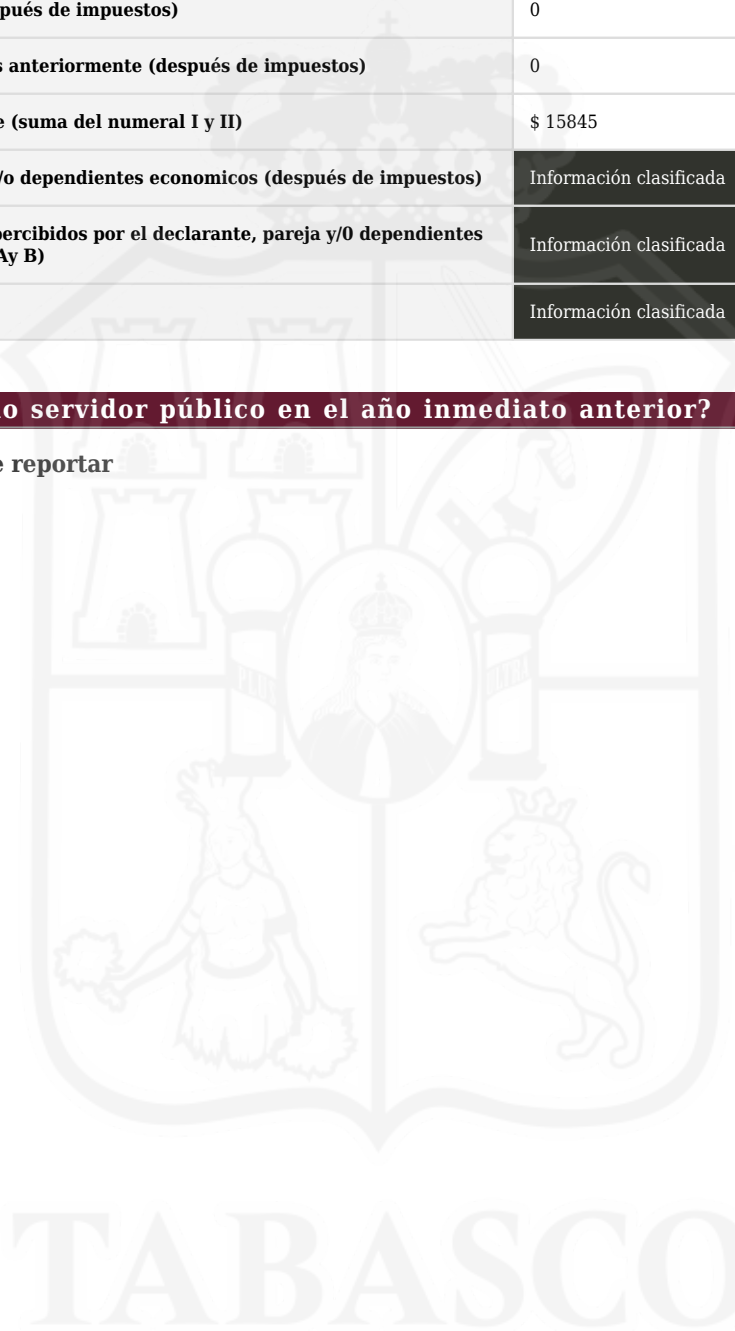 pués de impuestos)
0
s anteriormente (después de impuestos)
0
e (suma del numeral I y II)
$ 15845
/o dependientes economicos (después de impuestos)
Información clasificada
percibidos por el declarante, pareja y/0 dependientes
Ay B)
Información clasificada
Información clasificada
o servidor público en el año inmediato anterior?
e reportar
PLUS
ULTRA
TABASCO